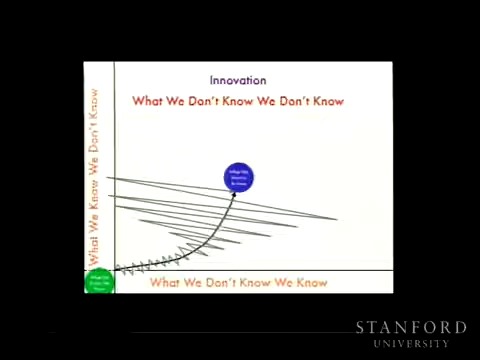 Innovation
What We Don't Know We Don't Know
What We Know We Don't Know
What We Don't Know We Know
STANFORD
UNIVERSITY